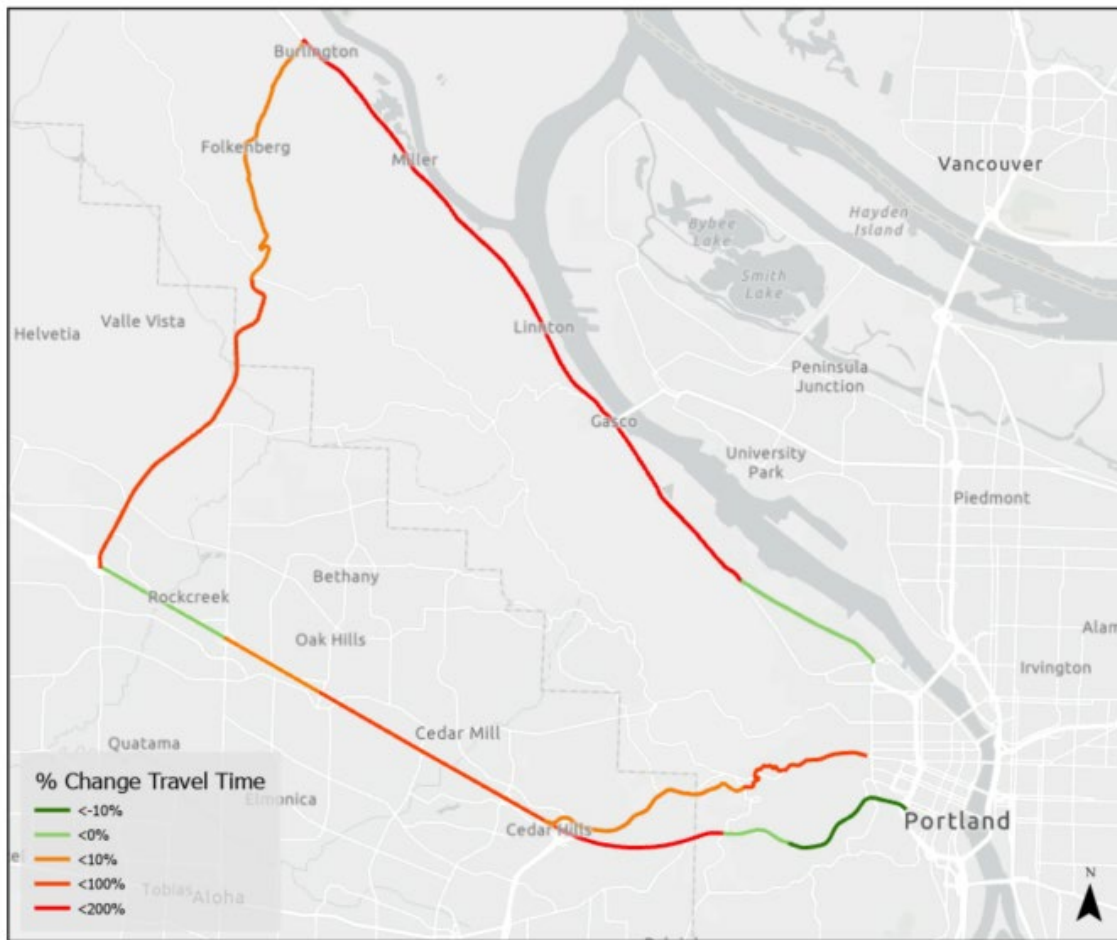 Burlington
Folkenberg
Miller
Vancouver
Hayden
Island
Bybee
Lake
Smith
Lake
Helvetia
Valle Vista
Linnton
Peninsula
Junction
Gasco
University
Park
Piedmont
Bethany
Rockcreek
Oak Hills
Alam
Irvington
Cedar Mill
Quatama
Elmonica
Cedar Hills
Portland
Tobias
Aloha
% Change Travel Time
<-10%
<0%
<10%
<100%
<200%
N